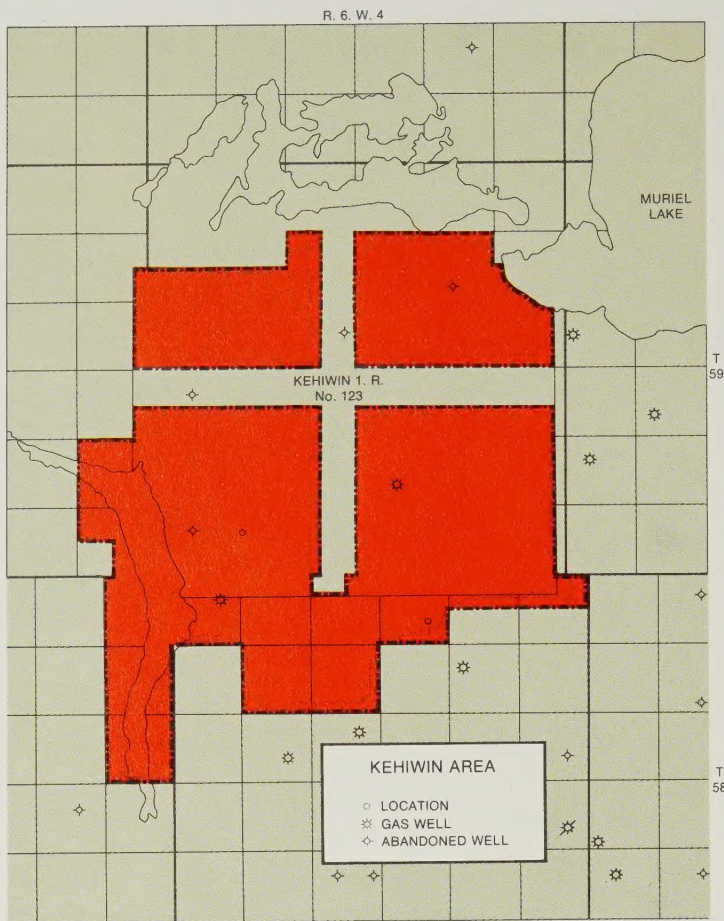 R. 6. W. 4
MURIEL
LAKE
T
59
KEHIWIN 1. R.
No. 123
KEHIWIN AREA
LOCATION
GAS WELL
ABANDONED WELL
T
58